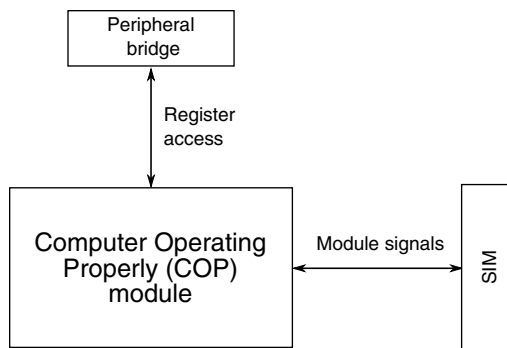 Peripheral
bridge
Register
access
Computer Operating
Properly (COP)
module
Module signals
SIM